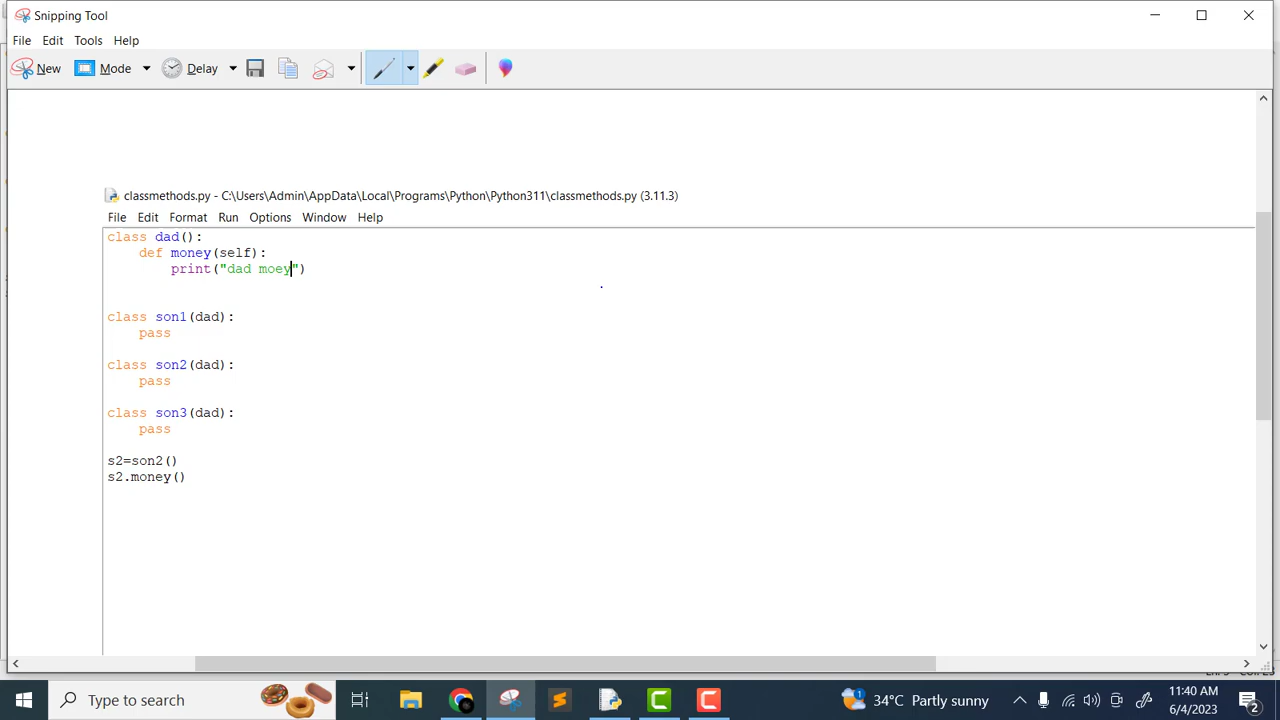 Snipping Tool
File Edit Tools Help
New Mode Delay
classmethods.py - C:\Users\Admin\AppData\Local\Programs\Python\Python311\classmethods.py (3.11.3)
File Edit Format Run Options Window Help
class dad():
    def money(self):
        print("dad moey")
class son1(dad):
    pass
class son2(dad):
    pass
class son3(dad):
    pass
s2=son2()
s2.money()
Type to search
34°C Partly sunny
11:40 AM
6/4/2023
2